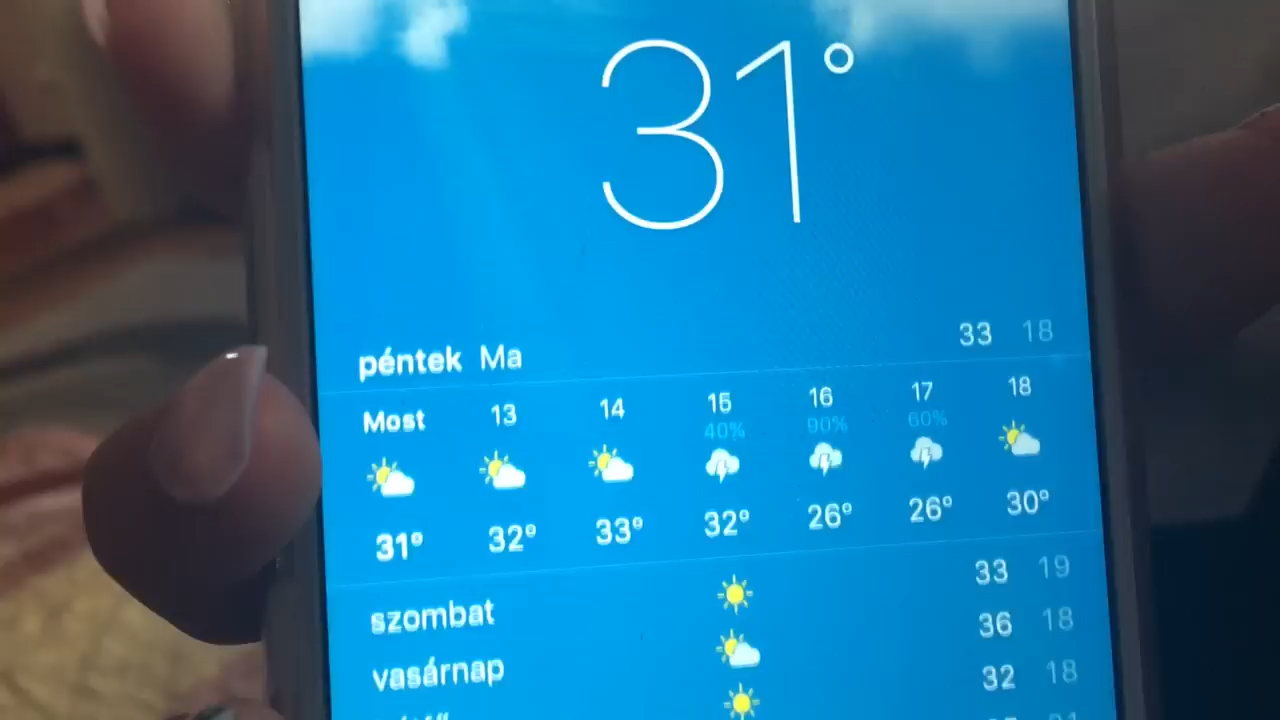 31°
péntek Ma 33 18
Most 13 14 15 16 17 18
40% 90% 60%
31° 32° 33° 32° 26° 26° 30°
szombat 33 19
vasárnap 36 18
32 18